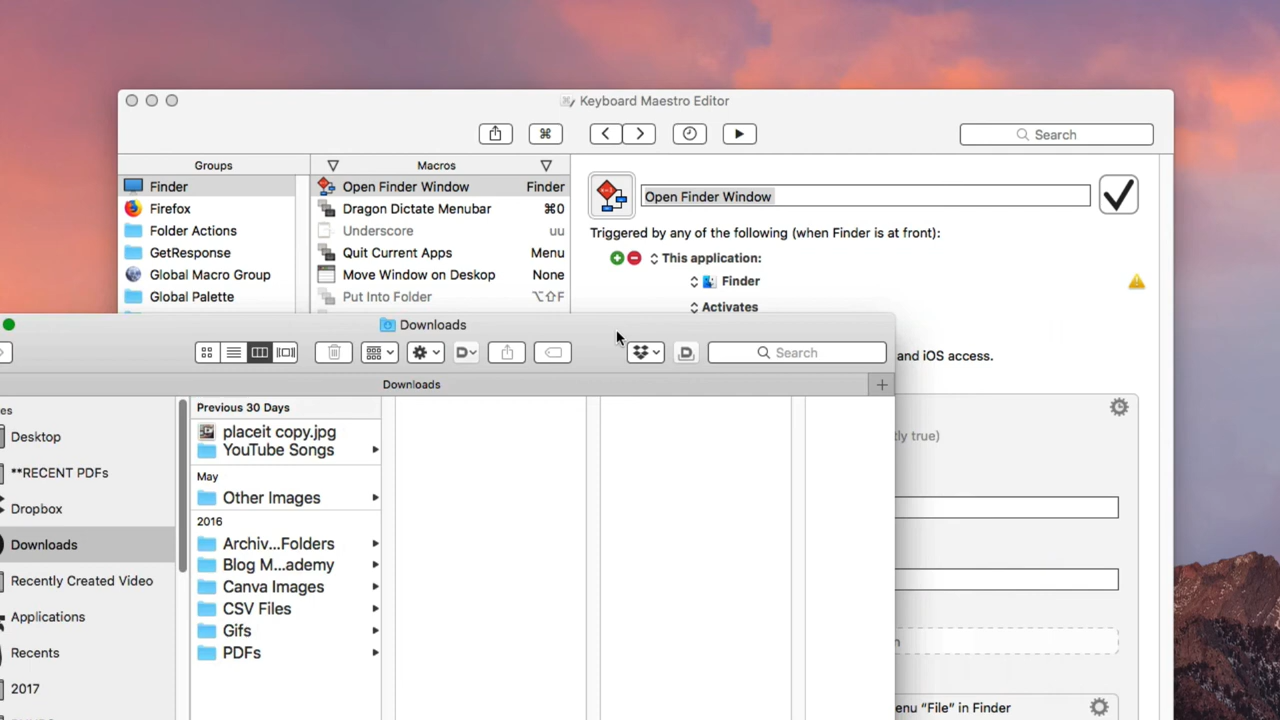 Keyboard Maestro Editor
Search
Groups
Macros
Finder
Open Finder Window Finder
Open Finder Window
Firefox
Dragon Dictate Menubar ⌘0
Folder Actions
Underscore uu
Triggered by any of the following (when Finder is at front):
GetResponse
Quit Current Apps Menu
This application:
Global Macro Group
Move Window on Deskop None
Finder
Global Palette
Put Into Folder ⌥⇧F
Activates
Downloads
Search
and iOS access.
Downloads
Previous 30 Days
placeit copy.jpg
Desktop
YouTube Songs
**RECENT PDFs
May
Other Images
Dropbox
2016
Downloads
Archiv...Folders
Blog M...ademy
Recently Created Video
Canva Images
CSV Files
Applications
Gifs
Recents
PDFs
2017
enu “File” in Finder